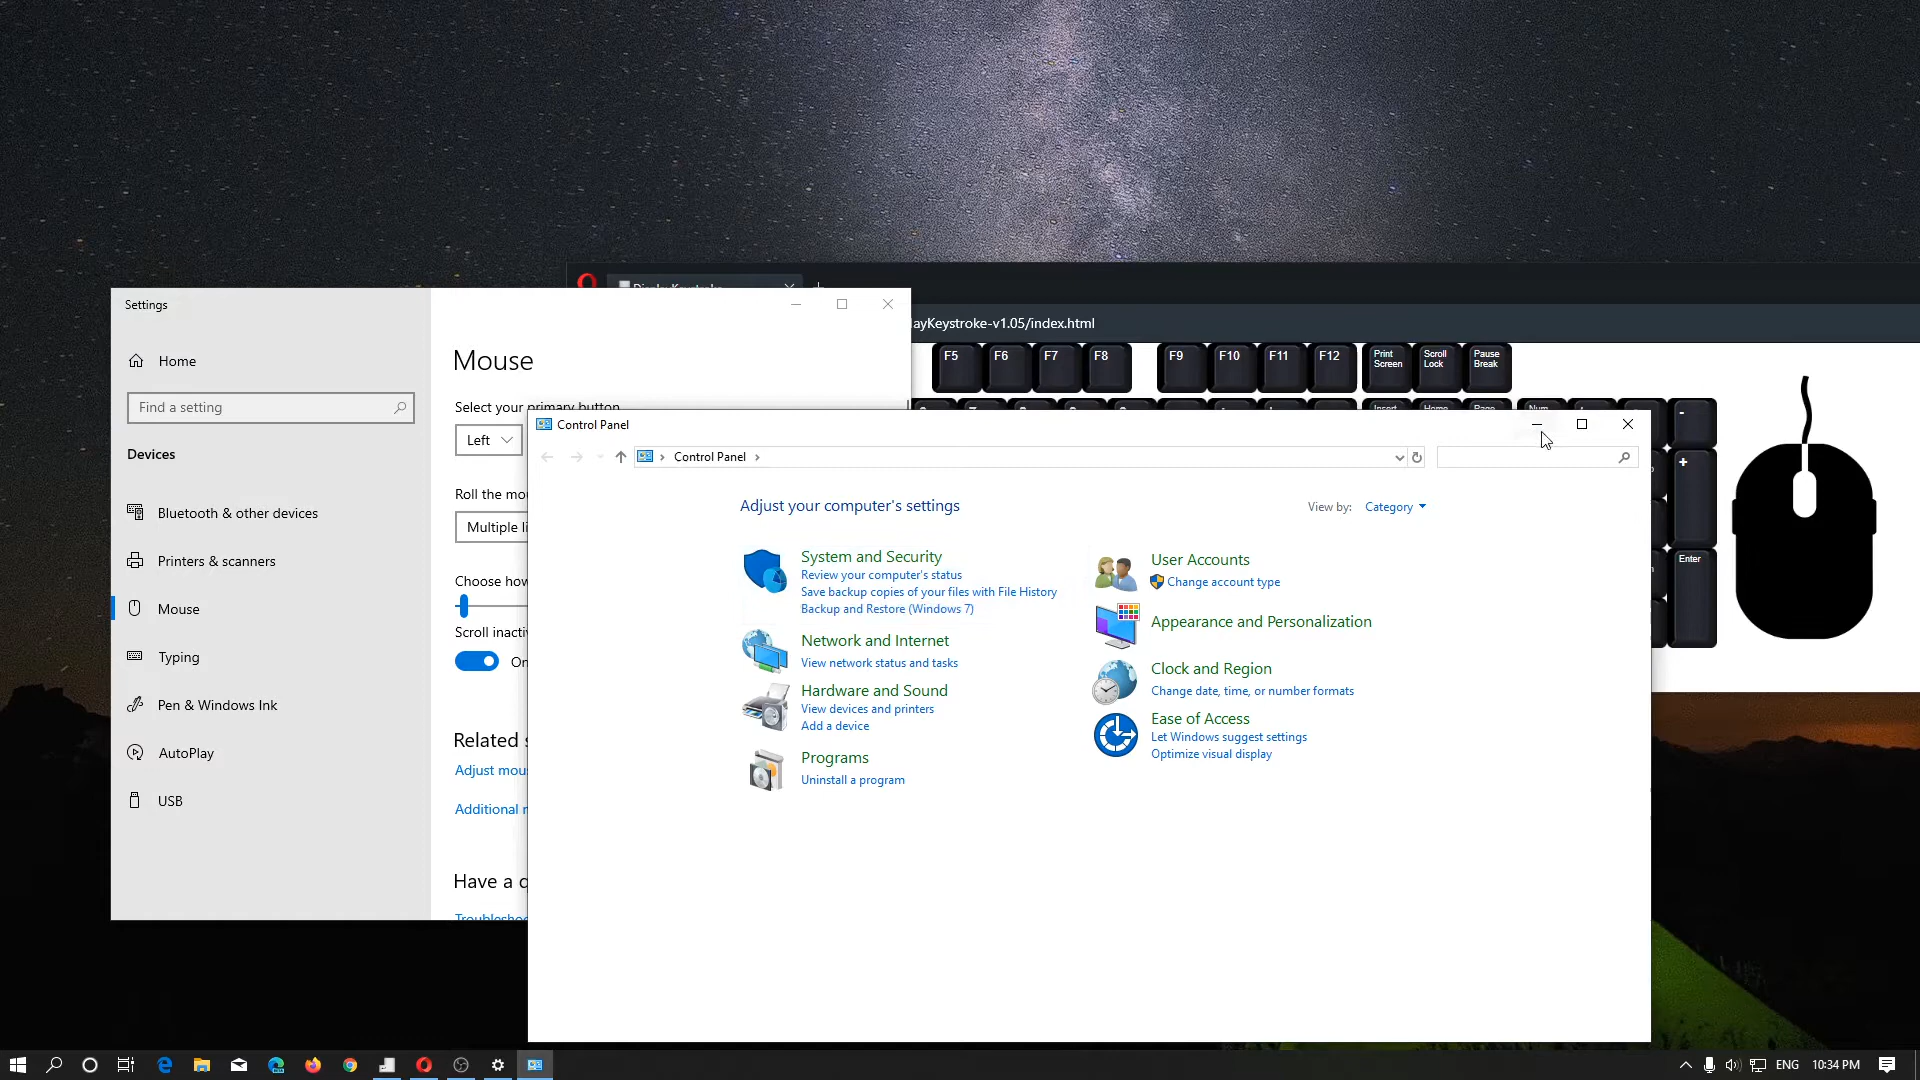 Settings
Home
Find a setting
Devices
Bluetooth & other devices
Printers & scanners
Mouse
Typing
Pen & Windows Ink
AutoPlay
USB
Mouse
Select your primary button
Left
Roll the mou
Multiple li
Choose how
Scroll inacti
On
Related s
Adjust mou
Additional m
Have a q
Troubleshoo
DisplayKeystroke
ayKeystroke-v1.05/index.html
F5 F6 F7 F8 F9 F10 F11 F12 Print Screen Scroll Lock Pause Break
Insert Home Page Num -
+
Enter
Control Panel
Control Panel
Adjust your computer's settings
View by: Category
System and Security
Review your computer's status
Save backup copies of your files with File History
Backup and Restore (Windows 7)
Network and Internet
View network status and tasks
Hardware and Sound
View devices and printers
Add a device
Programs
Uninstall a program
User Accounts
Change account type
Appearance and Personalization
Clock and Region
Change date, time, or number formats
Ease of Access
Let Windows suggest settings
Optimize visual display
ENG 10:34 PM